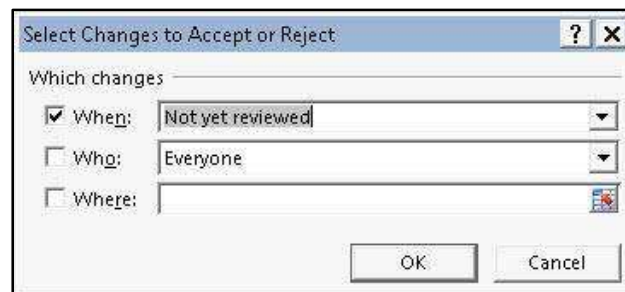 Select Changes to Accept or Reject ? X
Which changes
When: Not yet reviewed
Who: Everyone
Where:
OK Cancel